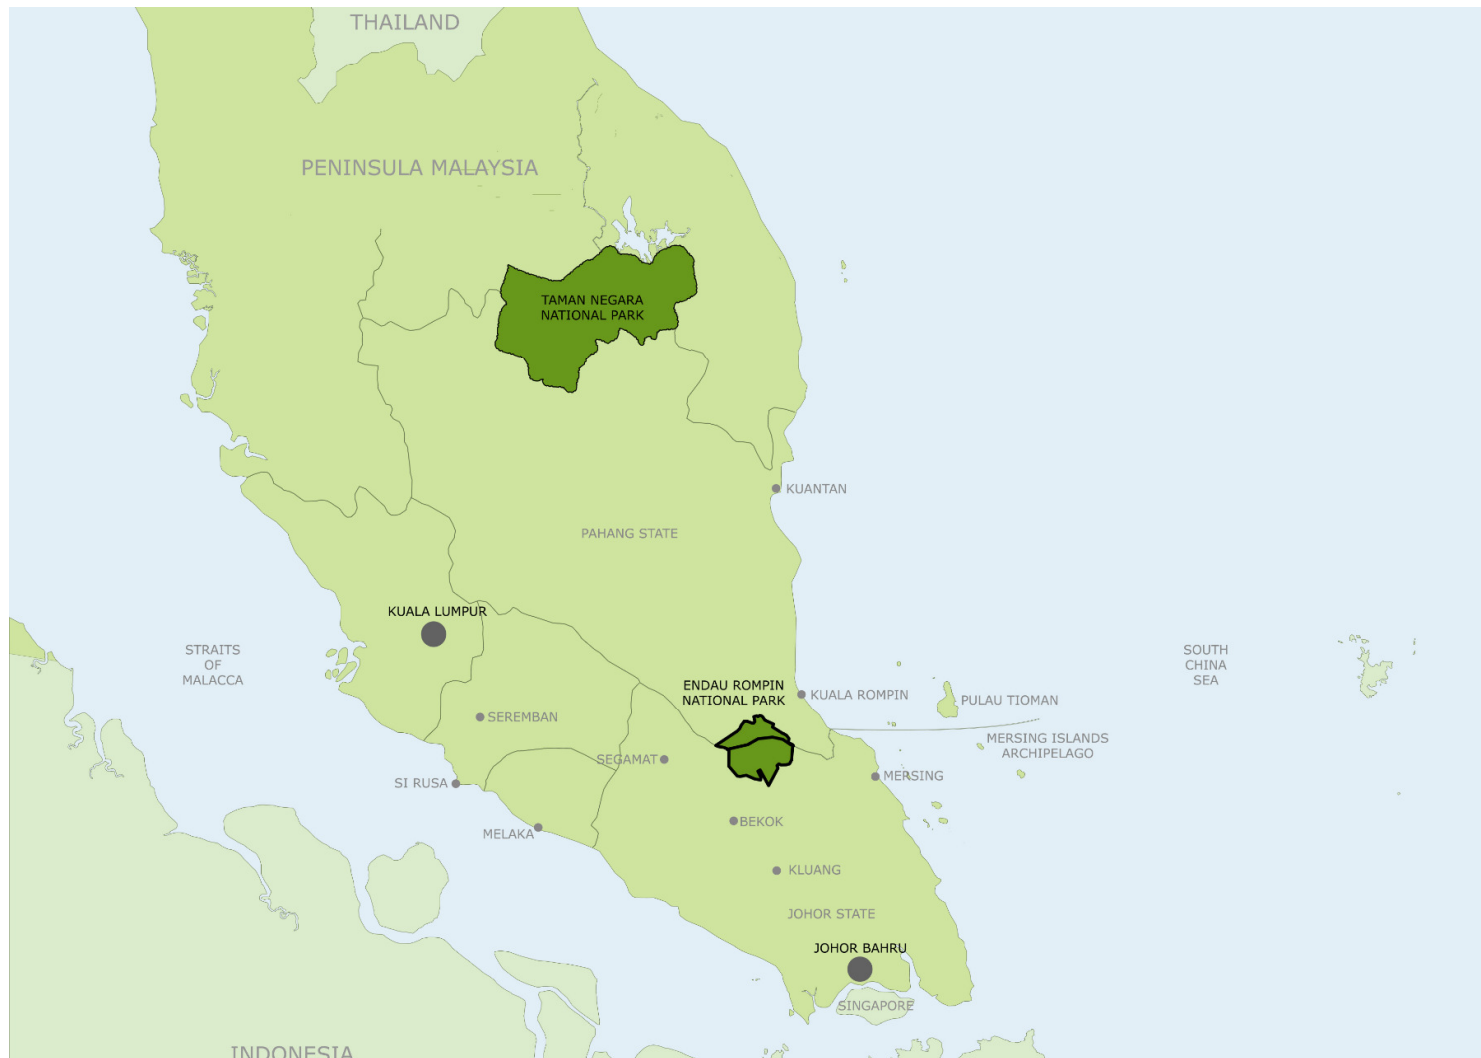 THAILAND
PENINSULA MALAYSIA
TAMAN NEGARA
NATIONAL PARK
KUANTAN
PAHANG STATE
KUALA LUMPUR
STRAITS
OF
MALACCA
SOUTH
CHINA
SEA
ENDAU ROMPIN
NATIONAL PARK
KUALA ROMPIN
PULAU TIOMAN
SEREMBAN
MERSING ISLANDS
ARCHIPELAGO
SEGAMAT
MERSING
SI RUSA
BEKOK
MELAKA
KLUANG
JOHOR STATE
JOHOR BAHRU
SINGAPORE
INDONESIA